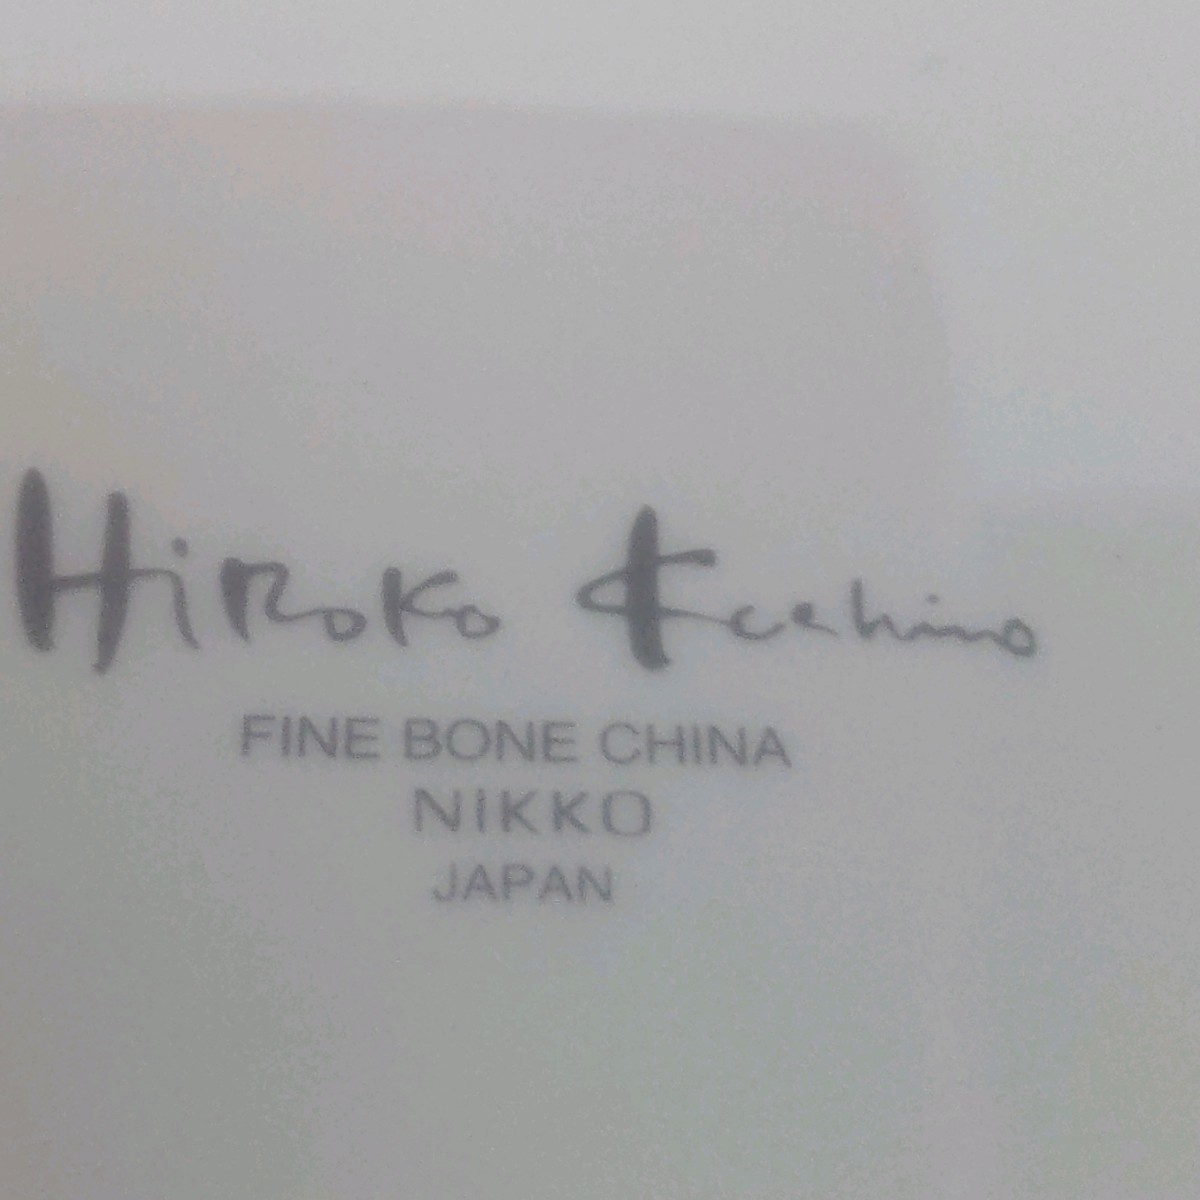 HiRoKo Koshino
FINE BONE CHINA
NIKKO
JAPAN